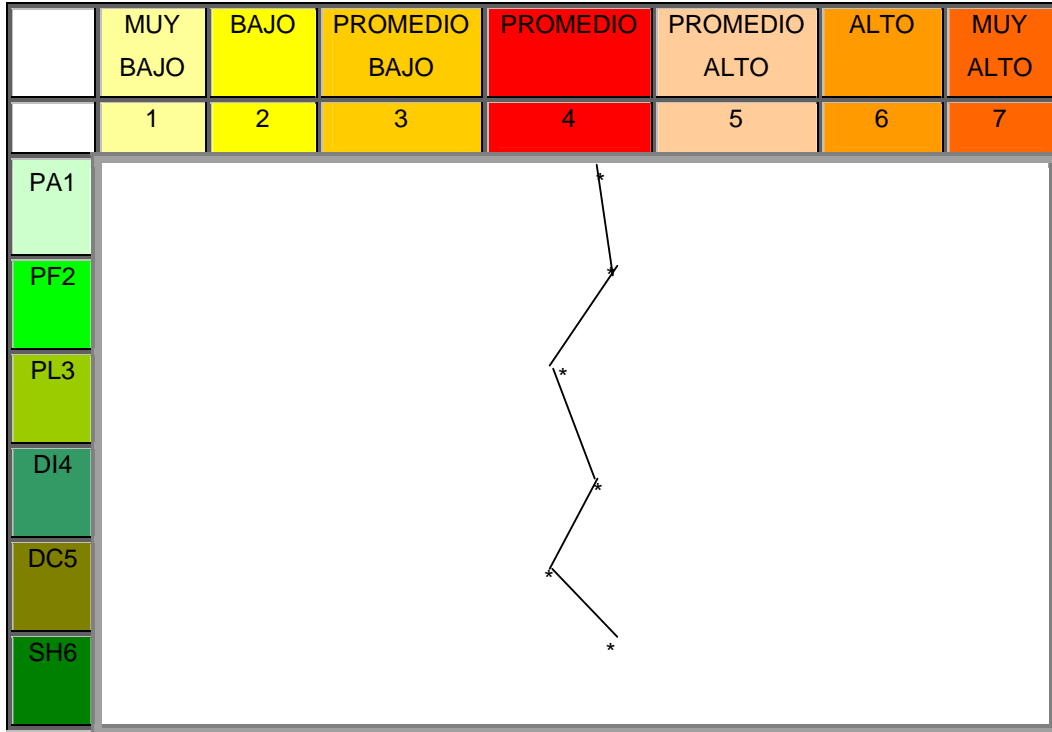 MUY BAJO BAJO PROMEDIO BAJO PROMEDIO PROMEDIO ALTO ALTO MUY ALTO
1 2 3 4 5 6 7
PA1 *
PF2 *
PL3 *
DI4 *
DC5 *
SH6 *